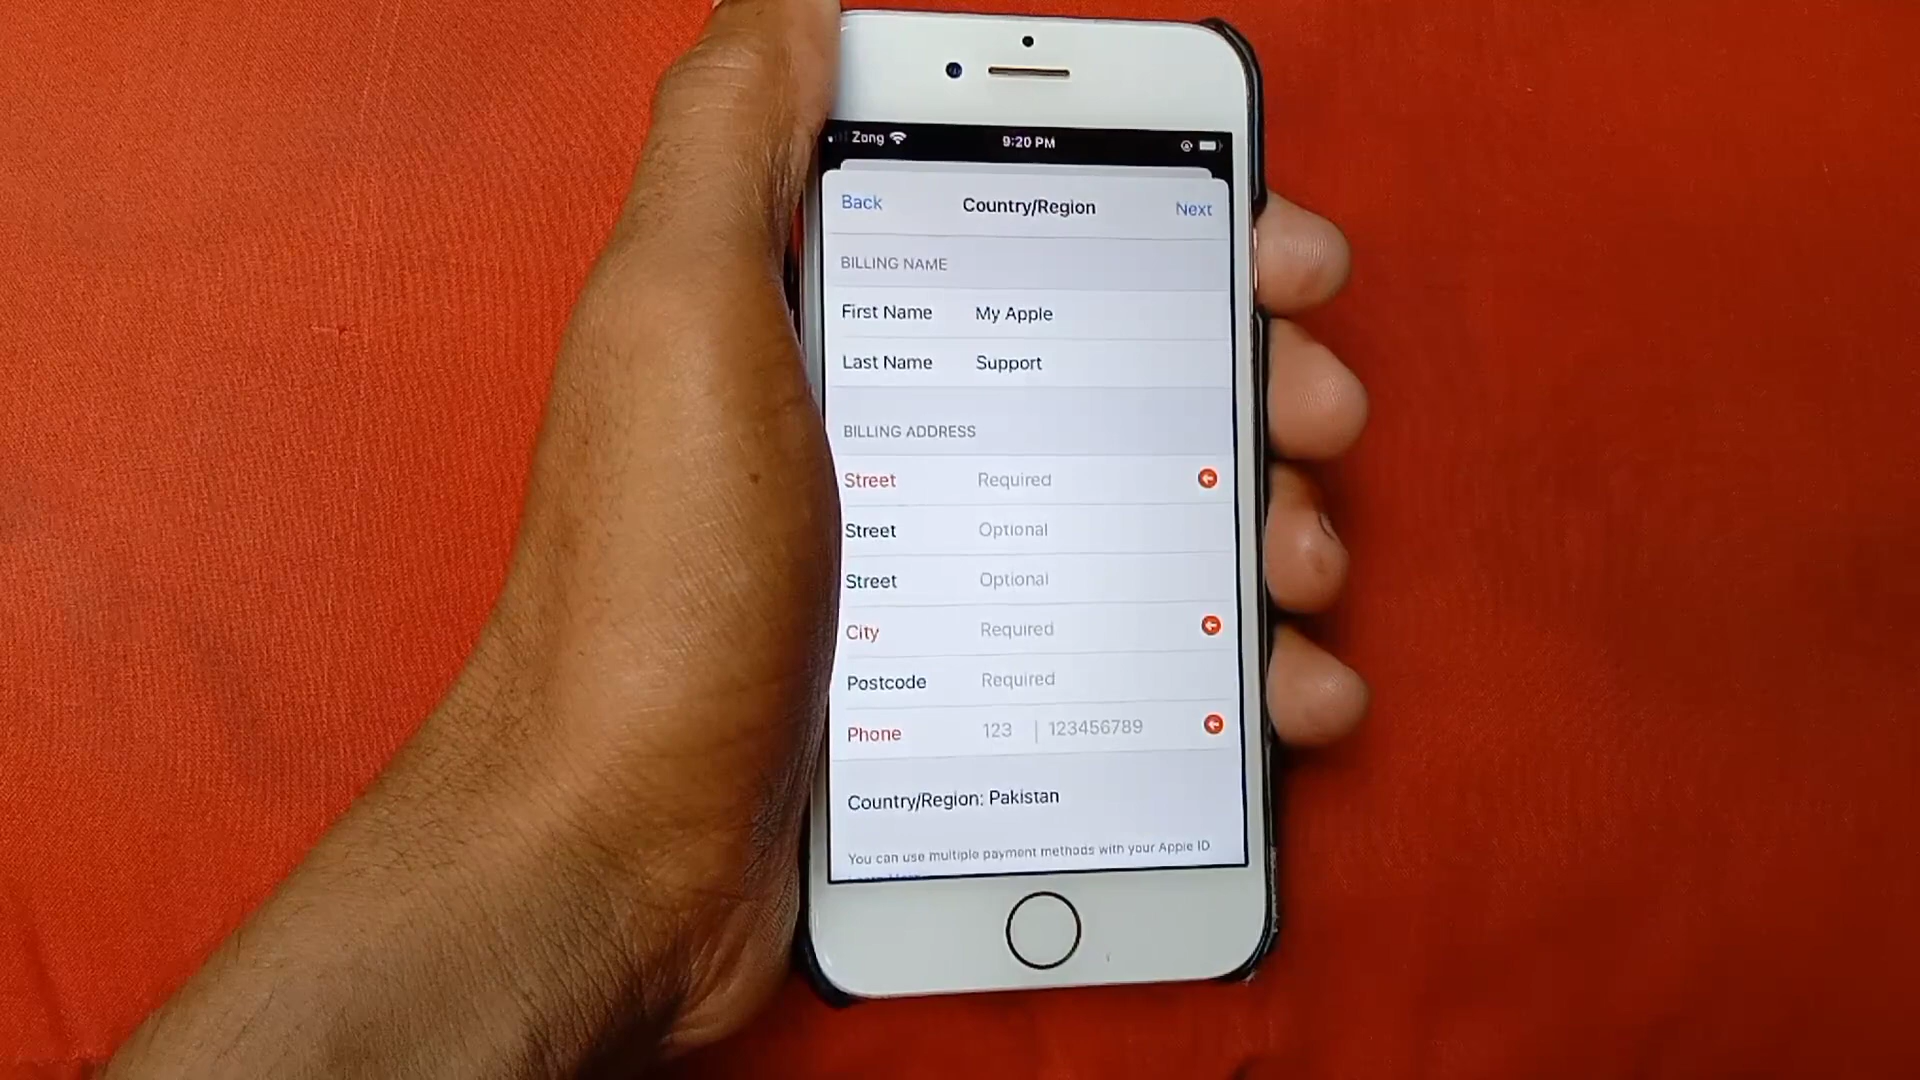 Zong 9:20 PM
Back Country/Region Next
BILLING NAME
First Name My Apple
Last Name Support
BILLING ADDRESS
Street Required
Street Optional
Street Optional
City Required
Postcode Required
Phone 123 123456789
Country/Region: Pakistan
You can use multiple payment methods with your Apple ID